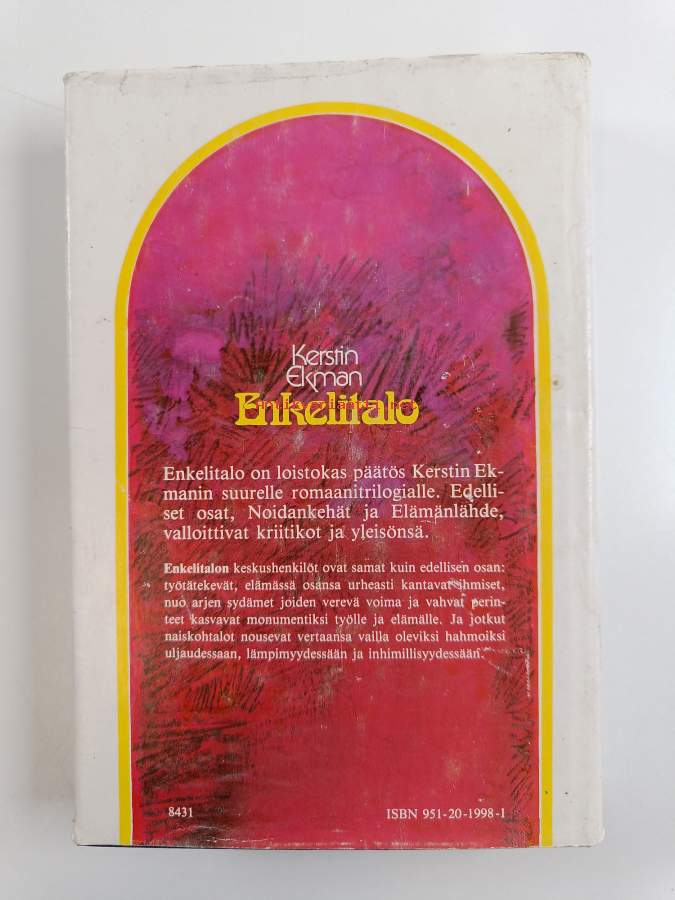 Kerstin
Ekman
Enkelitalo
Enkelitalo on loistokas päätös Kerstin Ek-
manin suurelle romaanitrilogialle. Edelli-
set osat, Noidankehät ja Elämänlähde,
valloittivat kriitikot ja yleisönsä.
Enkelitalon keskushenkilöt ovat samat kuin edellisen osan:
työtätekevät, elämässä osansa urheasti kantavat ihmiset,
nuo arjen sydämet joiden verevä voima ja vahvat perin-
teet kasvavat monumentiksi työlle ja elämälle. Ja jotkut
naiskohtalot nousevat vertaansa vailla oleviksi hahmoiksi
uljaudessaan, lämpimyydessään ja inhimillisyydessään.
8431
ISBN 951-20-1998-1